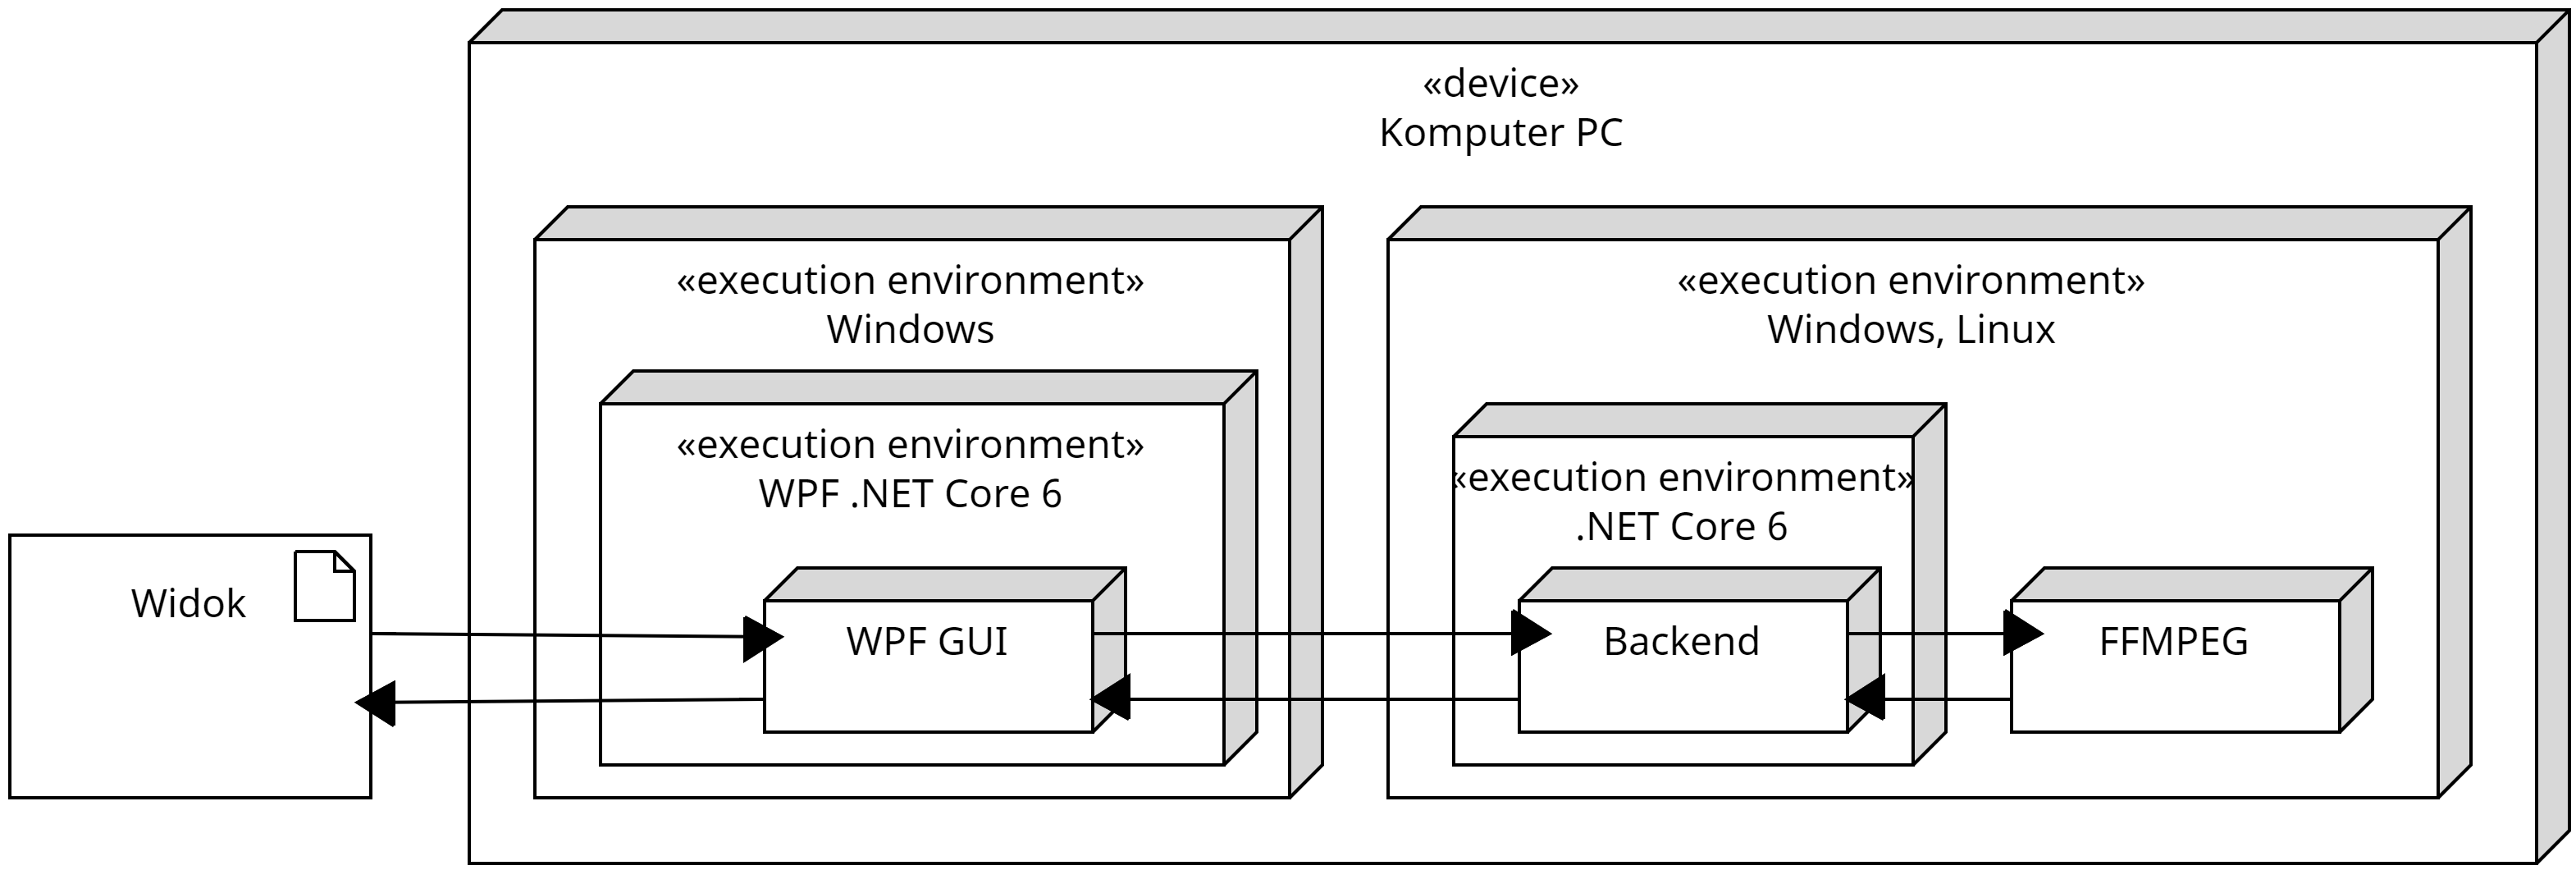 «device»
Komputer PC
«execution environment»
Windows
«execution environment»
WPF .NET Core 6
WPF GUI
«execution environment»
Windows, Linux
«execution environment»
.NET Core 6
Backend
FFMPEG
Widok